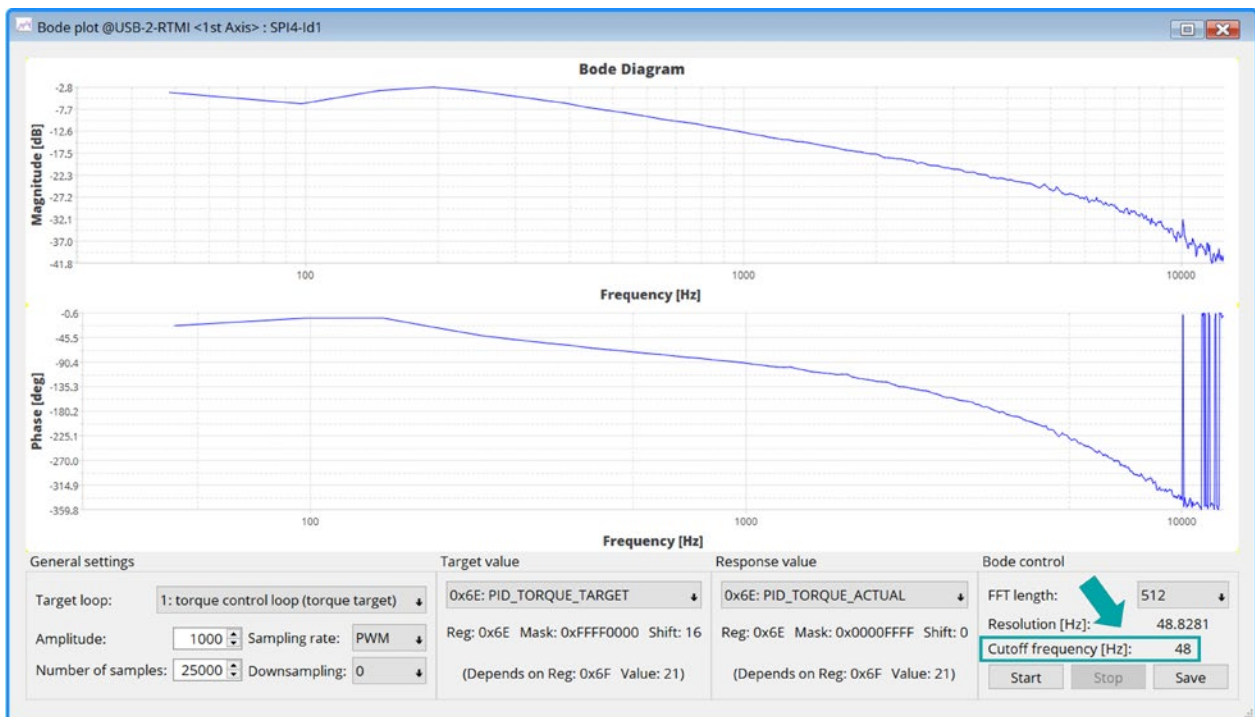 Bode plot @USB-2-RTMI <1st Axis> : SPI4-Id1
Bode Diagram
Magnitude [dB]
-2.8
-7.7
-12.6
-17.5
-22.3
-27.2
-32.1
-37.0
-41.8
100 1000 10000
Frequency [Hz]
Phase [deg]
-0.6
-45.5
-90.4
-135.3
-180.2
-225.1
-270.0
-314.9
-359.8
100 1000 10000
Frequency [Hz]
General settings
Target loop: 1: torque control loop (torque target)
Amplitude: 1000 Sampling rate: PWM
Number of samples: 25000 Downsampling: 0
Target value
0x6E: PID_TORQUE_TARGET
Reg: 0x6E Mask: 0xFFFF0000 Shift: 16
(Depends on Reg: 0x6F Value: 21)
Response value
0x6E: PID_TORQUE_ACTUAL
Reg: 0x6E Mask: 0x0000FFFF Shift: 0
(Depends on Reg: 0x6F Value: 21)
Bode control
FFT length: 512
Resolution [Hz]: 48.8281
Cutoff frequency [Hz]: 48
Start Stop Save